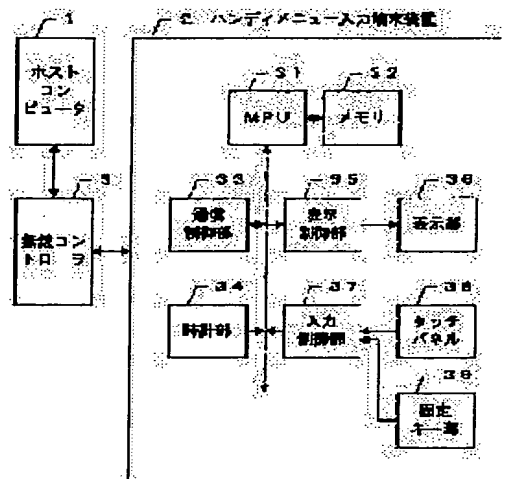 1
2 ハンディメニュー入力端末装置
ホスト
コン
ピュータ
31
32
MPU
メモリ
3
33
35
36
無線コン
トローラ
通信
制御部
表示
制御部
表示部
34
37
38
時計部
入力
制御部
タッチ
パネル
39
固定
キー部